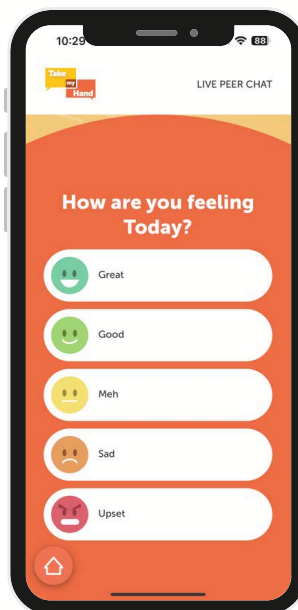 10:29
88
Take
my
Hand
LIVE PEER CHAT
How are you feeling
Today?
Great
Good
Meh
Sad
Upset